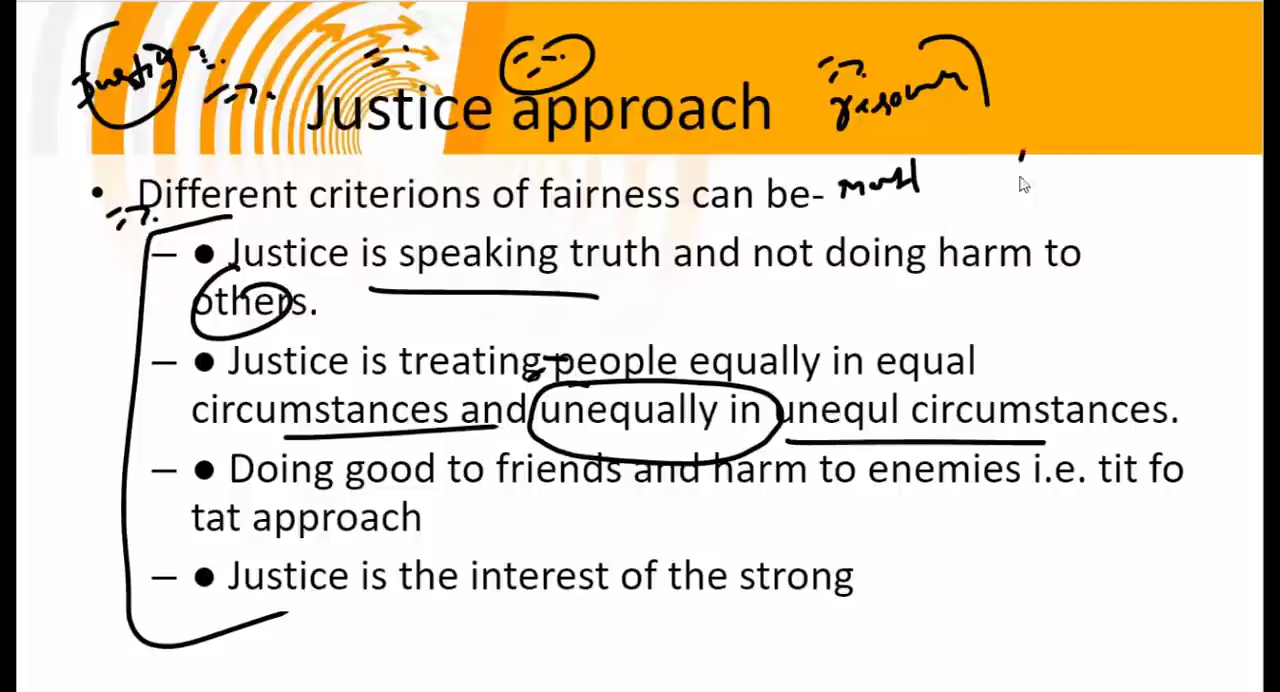 Justice approach
• Different criterions of fairness can be-
– ● Justice is speaking truth and not doing harm to
others.
– ● Justice is treating people equally in equal
circumstances and unequally in unequl circumstances.
– ● Doing good to friends and harm to enemies i.e. tit fo
tat approach
– ● Justice is the interest of the strong